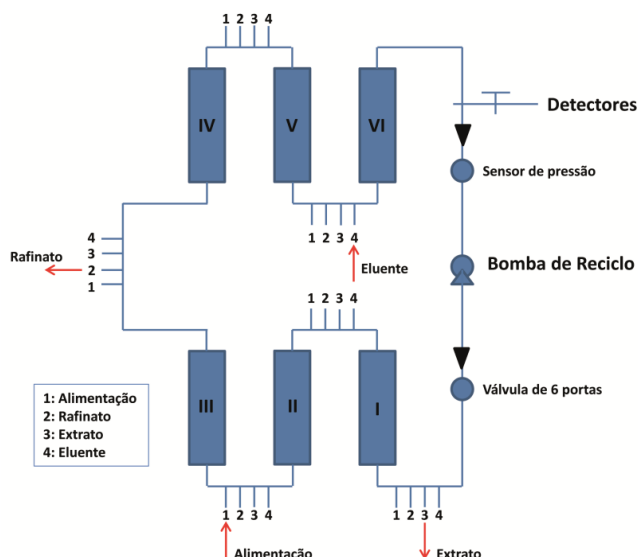 1 2 3 4
IV
V
VI
Detectores
Sensor de pressão
4
3
Rafinato
2
1
1 2 3 4
4
Eluente
Bomba de Reciclo
1 2 3 4
III
II
I
Válvula de 6 portas
1: Alimentação
2: Rafinato
3: Extrato
4: Eluente
1 2 3 4
1 2 3 4
Alimentação
Extrato